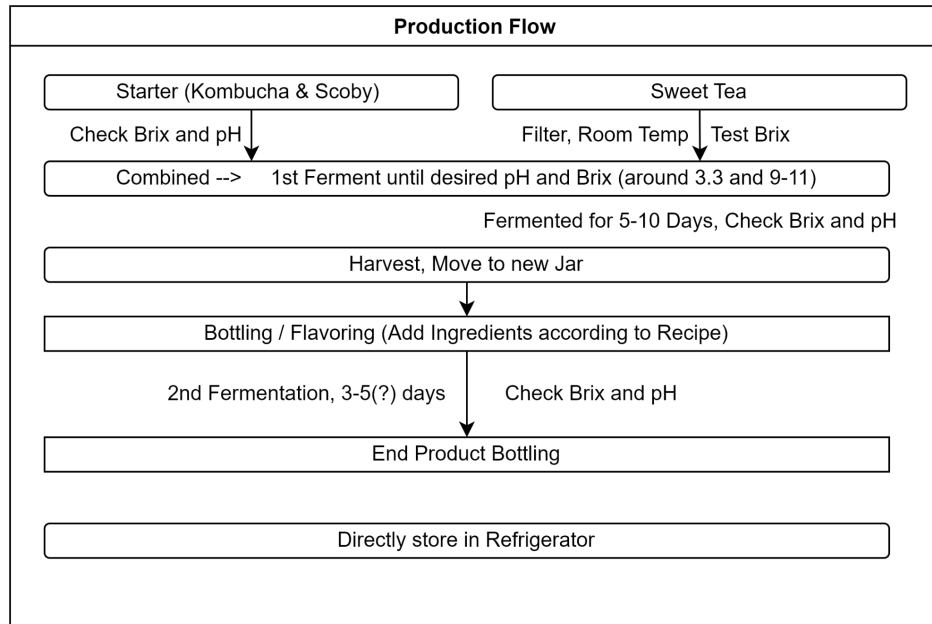 Production Flow
Starter (Kombucha & Scoby)
Sweet Tea
Check Brix and pH
Filter, Room Temp
Test Brix
Combined --> 1st Ferment until desired pH and Brix (around 3.3 and 9-11)
Fermented for 5-10 Days, Check Brix and pH
Harvest, Move to new Jar
Bottling / Flavoring (Add Ingredients according to Recipe)
2nd Fermentation, 3-5(?) days
Check Brix and pH
End Product Bottling
Directly store in Refrigerator